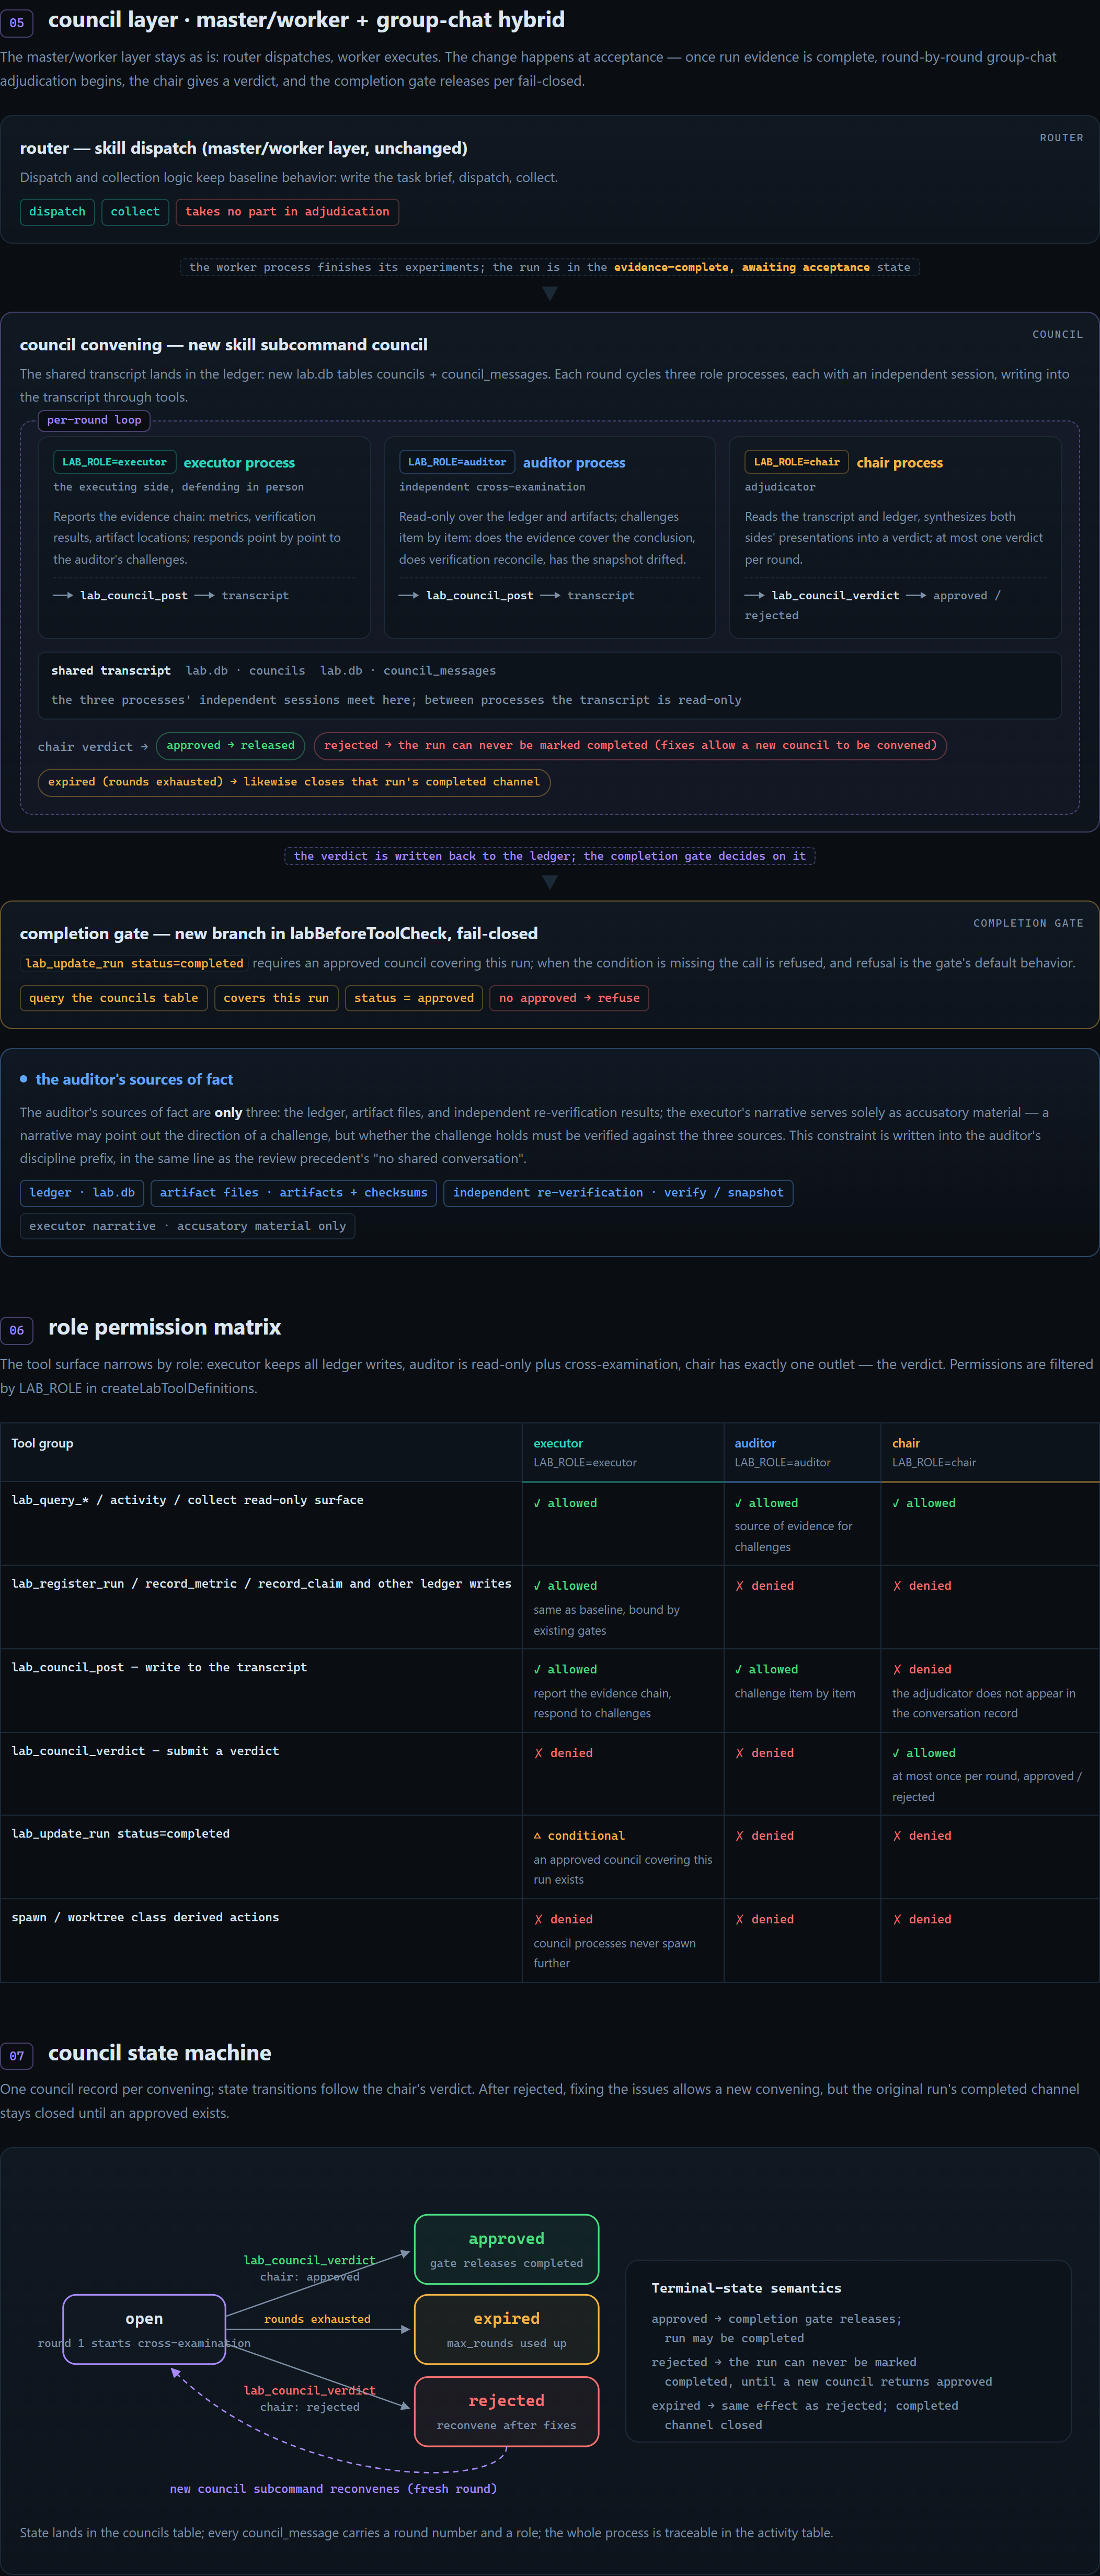 05 council layer · master/worker + group-chat hybrid
The master/worker layer stays as is: router dispatches, worker executes. The change happens at acceptance — once run evidence is complete, round-by-round group-chat
adjudication begins, the chair gives a verdict, and the completion gate releases per fail-closed.
ROUTER
router — skill dispatch (master/worker layer, unchanged)
Dispatch and collection logic keep baseline behavior: write the task brief, dispatch, collect.
dispatch collect takes no part in adjudication
the worker process finishes its experiments; the run is in the evidence-complete, awaiting acceptance state
COUNCIL
council convening — new skill subcommand council
The shared transcript lands in the ledger: new lab.db tables councils + council_messages. Each round cycles three role processes, each with an independent session, writing into
the transcript through tools.
per-round loop
LAB_ROLE=executor executor process
the executing side, defending in person
Reports the evidence chain: metrics, verification
results, artifact locations; responds point by point to
the auditor's challenges.
⟶ lab_council_post ⟶ transcript
LAB_ROLE=auditor auditor process
independent cross-examination
Read-only over the ledger and artifacts; challenges
item by item: does the evidence cover the conclusion,
does verification reconcile, has the snapshot drifted.
⟶ lab_council_post ⟶ transcript
LAB_ROLE=chair chair process
adjudicator
Reads the transcript and ledger, synthesizes both
sides' presentations into a verdict; at most one verdict
per round.
⟶ lab_council_verdict ⟶ approved /
rejected
shared transcript lab.db · councils lab.db · council_messages
the three processes' independent sessions meet here; between processes the transcript is read-only
chair verdict → approved → released rejected → the run can never be marked completed (fixes allow a new council to be convened)
expired (rounds exhausted) → likewise closes that run's completed channel
the verdict is written back to the ledger; the completion gate decides on it
COMPLETION GATE
completion gate — new branch in labBeforeToolCheck, fail-closed
lab_update_run status=completed requires an approved council covering this run; when the condition is missing the call is refused, and refusal is the gate's default behavior.
query the councils table covers this run status = approved no approved → refuse
the auditor's sources of fact
The auditor's sources of fact are only three: the ledger, artifact files, and independent re-verification results; the executor's narrative serves solely as accusatory material — a
narrative may point out the direction of a challenge, but whether the challenge holds must be verified against the three sources. This constraint is written into the auditor's
discipline prefix, in the same line as the review precedent's "no shared conversation".
ledger · lab.db artifact files · artifacts + checksums independent re-verification · verify / snapshot
executor narrative · accusatory material only
06 role permission matrix
The tool surface narrows by role: executor keeps all ledger writes, auditor is read-only plus cross-examination, chair has exactly one outlet — the verdict. Permissions are filtered
by LAB_ROLE in createLabToolDefinitions.
Tool group
executor
LAB_ROLE=executor
auditor
LAB_ROLE=auditor
chair
LAB_ROLE=chair
lab_query_* / activity / collect read-only surface
✓ allowed
✓ allowed
source of evidence for
challenges
✓ allowed
lab_register_run / record_metric / record_claim and other ledger writes
✓ allowed
same as baseline, bound by
existing gates
✗ denied
✗ denied
lab_council_post — write to the transcript
✓ allowed
report the evidence chain,
respond to challenges
✓ allowed
challenge item by item
✗ denied
the adjudicator does not appear in
the conversation record
lab_council_verdict — submit a verdict
✗ denied
✗ denied
✓ allowed
at most once per round, approved /
rejected
lab_update_run status=completed
△ conditional
an approved council covering this
run exists
✗ denied
✗ denied
spawn / worktree class derived actions
✗ denied
council processes never spawn
further
✗ denied
✗ denied
07 council state machine
One council record per convening; state transitions follow the chair's verdict. After rejected, fixing the issues allows a new convening, but the original run's completed channel
stays closed until an approved exists.
open
round 1 starts cross-examination
lab_council_verdict
chair: approved
rounds exhausted
lab_council_verdict
chair: rejected
approved
gate releases completed
expired
max_rounds used up
rejected
reconvene after fixes
new council subcommand reconvenes (fresh round)
Terminal-state semantics
approved → completion gate releases;
run may be completed
rejected → the run can never be marked
completed, until a new council returns approved
expired → same effect as rejected; completed
channel closed
State lands in the councils table; every council_message carries a round number and a role; the whole process is traceable in the activity table.